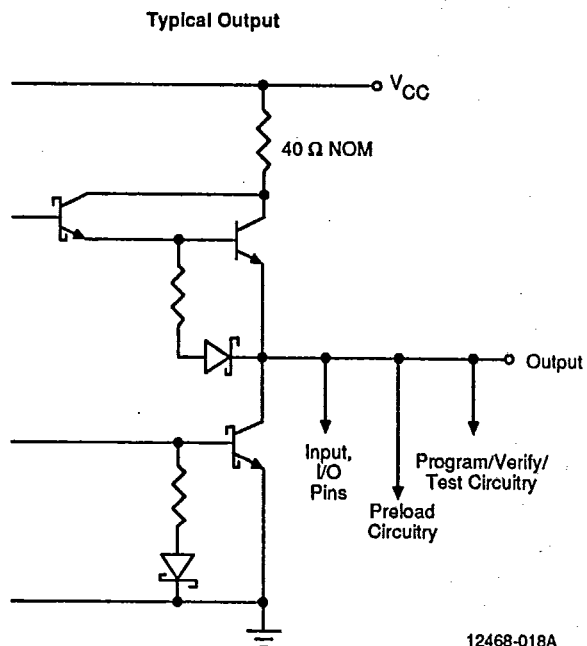 Typical Output
VCC
40 Ω NOM
Output
Input,
I/O
Pins
Program/Verify/
Test Circuitry
Preload
Circuitry
12468-018A